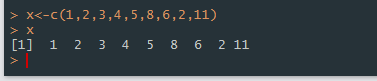 > x<-c(1,2,3,4,5,8,6,2,11)
> x
[1]  1  2  3  4  5  8  6  2 11
>